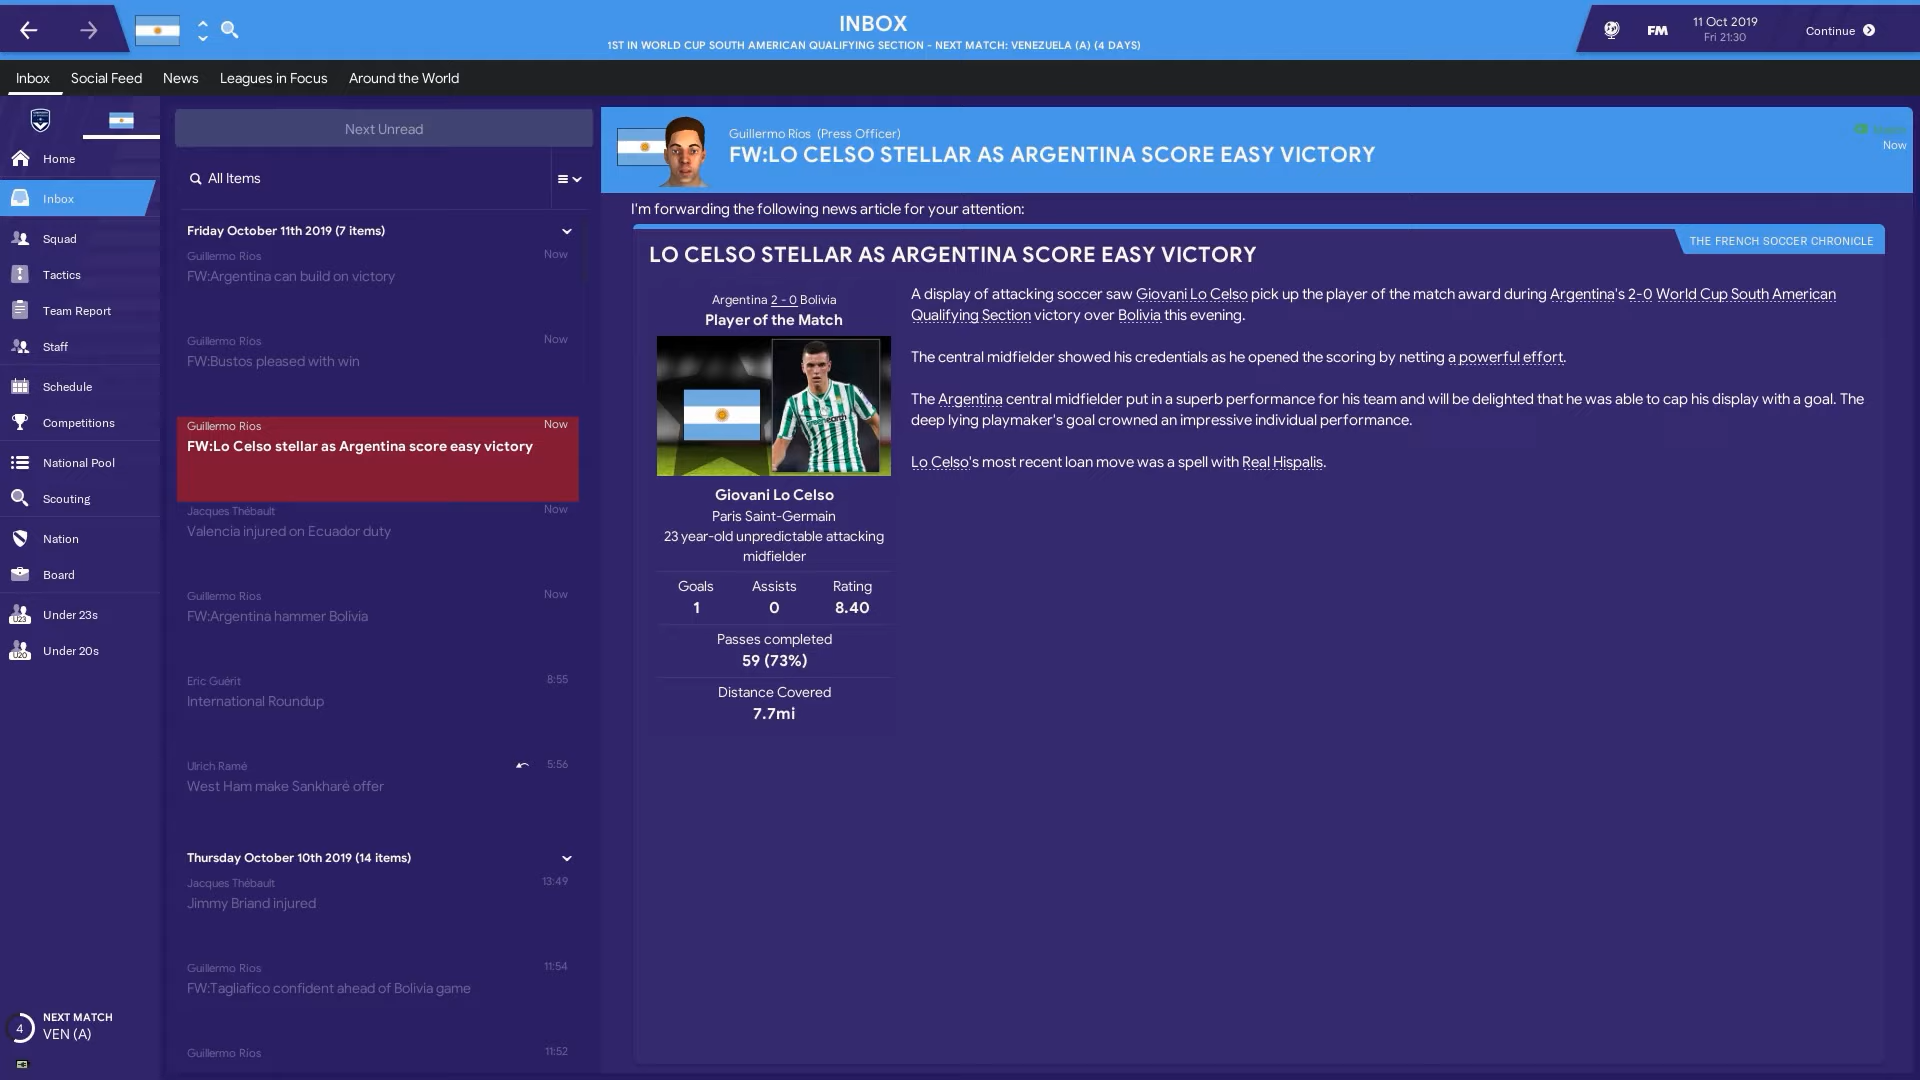 INBOX
1ST IN WORLD CUP SOUTH AMERICAN QUALIFYING SECTION - NEXT MATCH: VENEZUELA (A) (4 DAYS)
FM
11 Oct 2019
Fri 21:30
Continue
Inbox
Social Feed
News
Leagues in Focus
Around the World
Home
Inbox
Squad
Tactics
Team Report
Staff
Schedule
Competitions
National Pool
Scouting
Nation
Board
U23
Under 23s
U20
Under 20s
4
NEXT MATCH
VEN (A)
Next Unread
All Items
Friday October 11th 2019 (7 items)
Guillermo Ríos
Now
FW:Argentina can build on victory
Guillermo Ríos
Now
FW:Bustos pleased with win
Guillermo Ríos
Now
FW:Lo Celso stellar as Argentina score easy victory
Jacques Thébault
Now
Valencia injured on Ecuador duty
Guillermo Ríos
Now
FW:Argentina hammer Bolivia
Eric Guérit
8:55
International Roundup
Ulrich Ramé
5:56
West Ham make Sankharé offer
Thursday October 10th 2019 (14 items)
Jacques Thébault
13:49
Jimmy Briand injured
Guillermo Ríos
11:54
FW:Tagliafico confident ahead of Bolivia game
Guillermo Ríos
11:52
Guillermo Ríos (Press Officer)
FW:LO CELSO STELLAR AS ARGENTINA SCORE EASY VICTORY
Now
I'm forwarding the following news article for your attention:
THE FRENCH SOCCER CHRONICLE
LO CELSO STELLAR AS ARGENTINA SCORE EASY VICTORY
Argentina 2 - 0 Bolivia
Player of the Match
Giovani Lo Celso
Paris Saint-Germain
23 year-old unpredictable attacking
midfielder
Goals
Assists
Rating
1
0
8.40
Passes completed
59 (73%)
Distance Covered
7.7mi
A display of attacking soccer saw Giovani Lo Celso pick up the player of the match award during Argentina's 2-0 World Cup South American
Qualifying Section victory over Bolivia this evening.
The central midfielder showed his credentials as he opened the scoring by netting a powerful effort.
The Argentina central midfielder put in a superb performance for his team and will be delighted that he was able to cap his display with a goal. The
deep lying playmaker's goal crowned an impressive individual performance.
Lo Celso's most recent loan move was a spell with Real Hispalis.